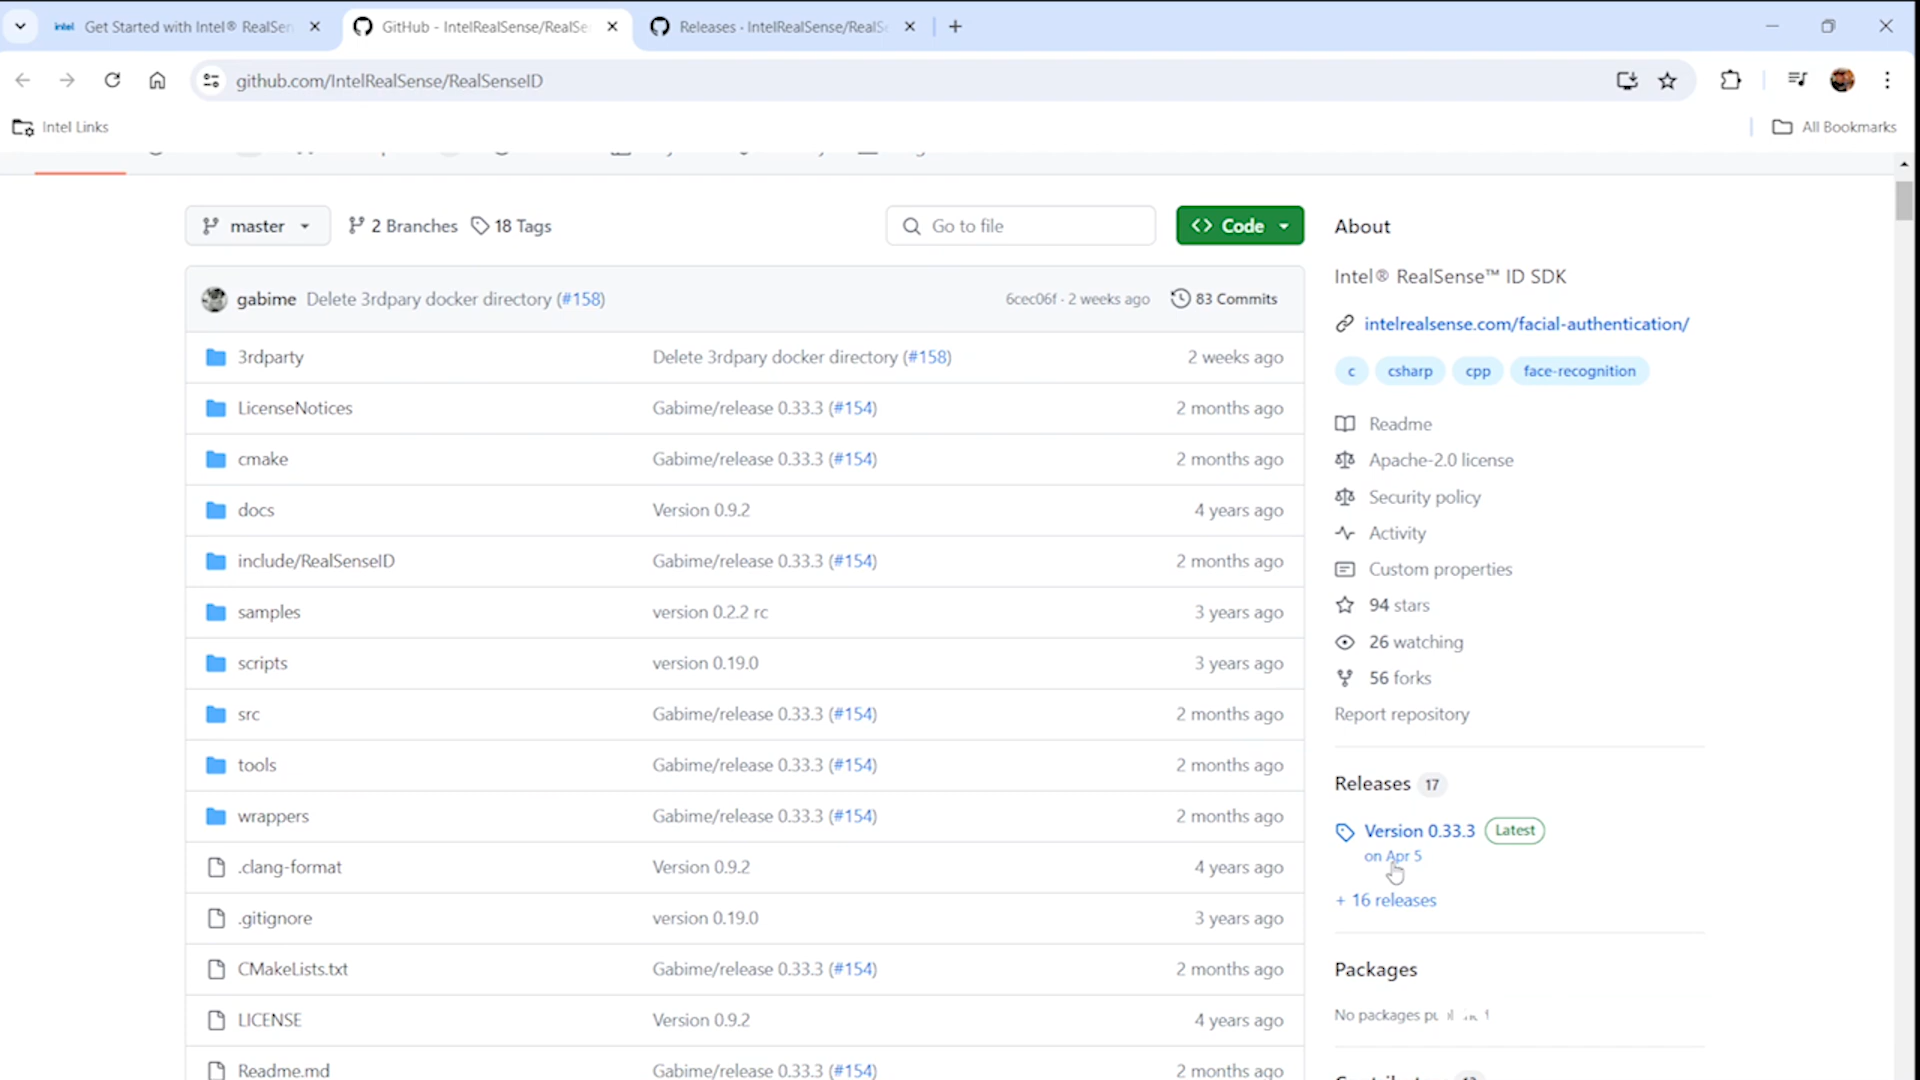 intel Get Started with Intel® RealSen
GitHub - IntelRealSense/RealSe
Releases · IntelRealSense/RealS
github.com/IntelRealSense/RealSenseID
Intel Links
All Bookmarks
master
2 Branches
18 Tags
Go to file
Code
gabime Delete 3rdpary docker directory (#158)
6cec06f · 2 weeks ago
83 Commits
3rdparty Delete 3rdpary docker directory (#158) 2 weeks ago
LicenseNotices Gabime/release 0.33.3 (#154) 2 months ago
cmake Gabime/release 0.33.3 (#154) 2 months ago
docs Version 0.9.2 4 years ago
include/RealSenseID Gabime/release 0.33.3 (#154) 2 months ago
samples version 0.2.2 rc 3 years ago
scripts version 0.19.0 3 years ago
src Gabime/release 0.33.3 (#154) 2 months ago
tools Gabime/release 0.33.3 (#154) 2 months ago
wrappers Gabime/release 0.33.3 (#154) 2 months ago
.clang-format Version 0.9.2 4 years ago
.gitignore version 0.19.0 3 years ago
CMakeLists.txt Gabime/release 0.33.3 (#154) 2 months ago
LICENSE Version 0.9.2 4 years ago
Readme.md Gabime/release 0.33.3 (#154) 2 months ago
About
Intel® RealSense™ ID SDK
intelrealsense.com/facial-authentication/
c csharp cpp face-recognition
Readme
Apache-2.0 license
Security policy
Activity
Custom properties
94 stars
26 watching
56 forks
Report repository
Releases 17
Version 0.33.3 Latest
on Apr 5
+ 16 releases
Packages
No packages